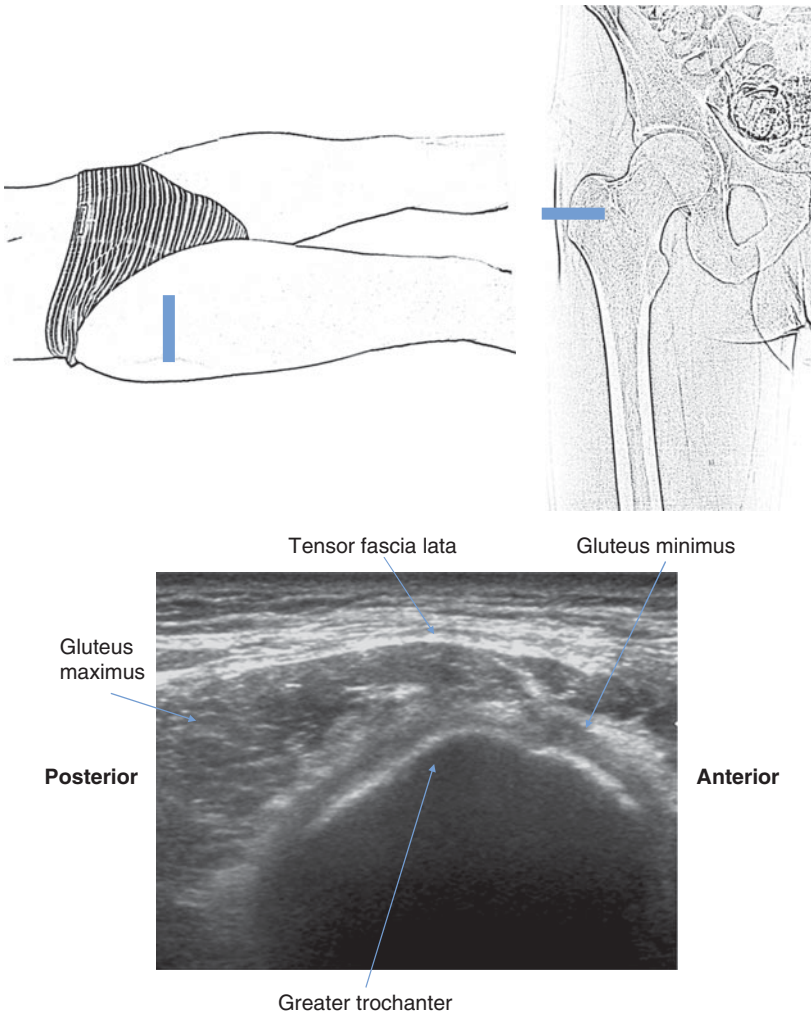 Tensor fascia lata
Gluteus minimus
Gluteus
maximus
Posterior
Anterior
Greater trochanter